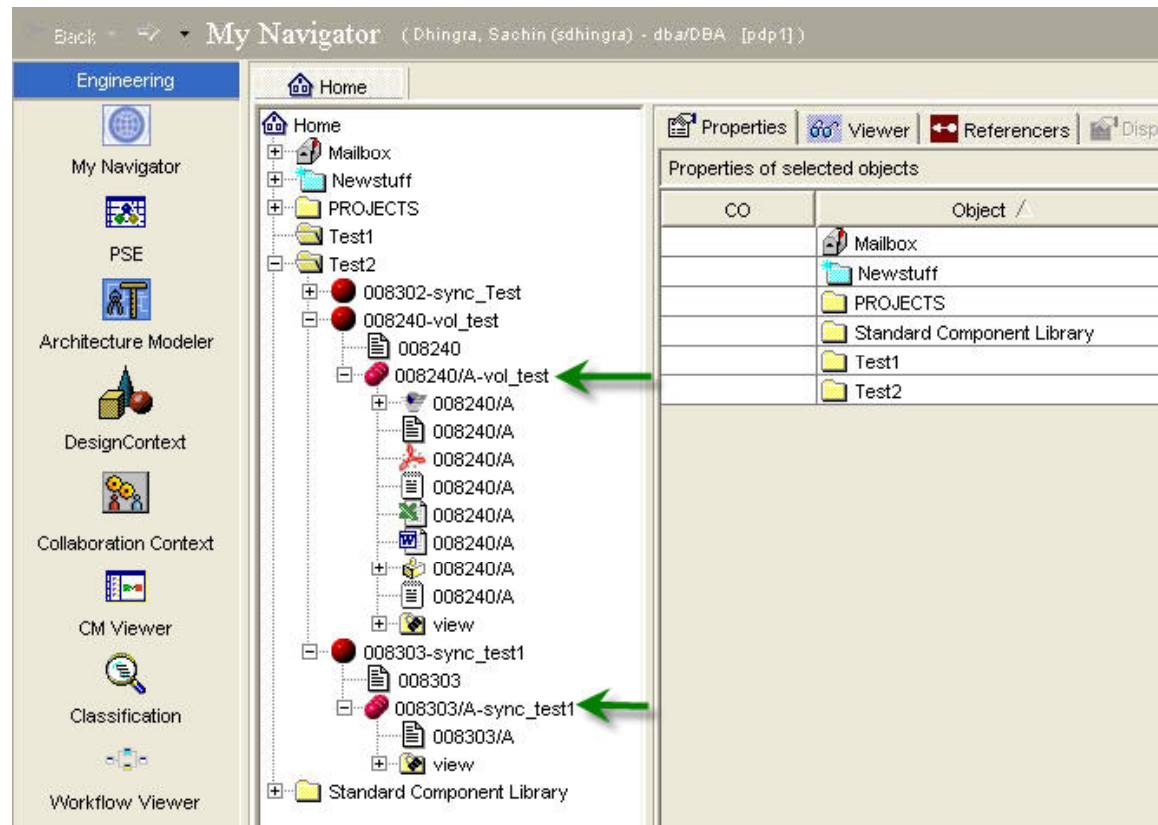 Back My Navigator ( Dhingra, Sachin (sdhingra) - dba/DBA [pdp1] )
Engineering
My Navigator
PSE
Architecture Modeler
DesignContext
Collaboration Context
CM Viewer
Classification
Workflow Viewer
Home
Home
Mailbox
Newstuff
PROJECTS
Test1
Test2
008302-sync_Test
008240-vol_test
008240
008240/A-vol_test
008240/A
008240/A
008240/A
008240/A
008240/A
008240/A
008240/A
008240/A
view
008303-sync_test1
008303
008303/A-sync_test1
008303/A
view
Standard Component Library
Properties Viewer Referencers Disp
Properties of selected objects
CO Object
Mailbox
Newstuff
PROJECTS
Standard Component Library
Test1
Test2